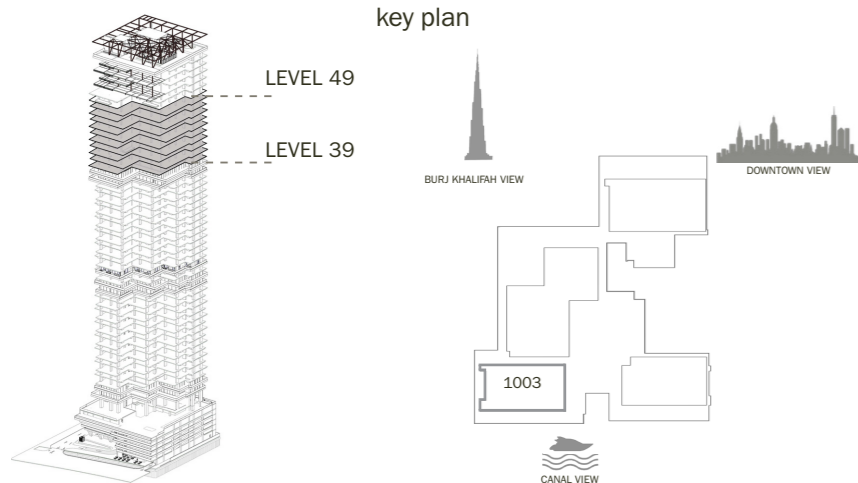 key plan
LEVEL 49
LEVEL 39
BURJ KHALIFAH VIEW
DOWNTOWN VIEW
1003
CANAL VIEW